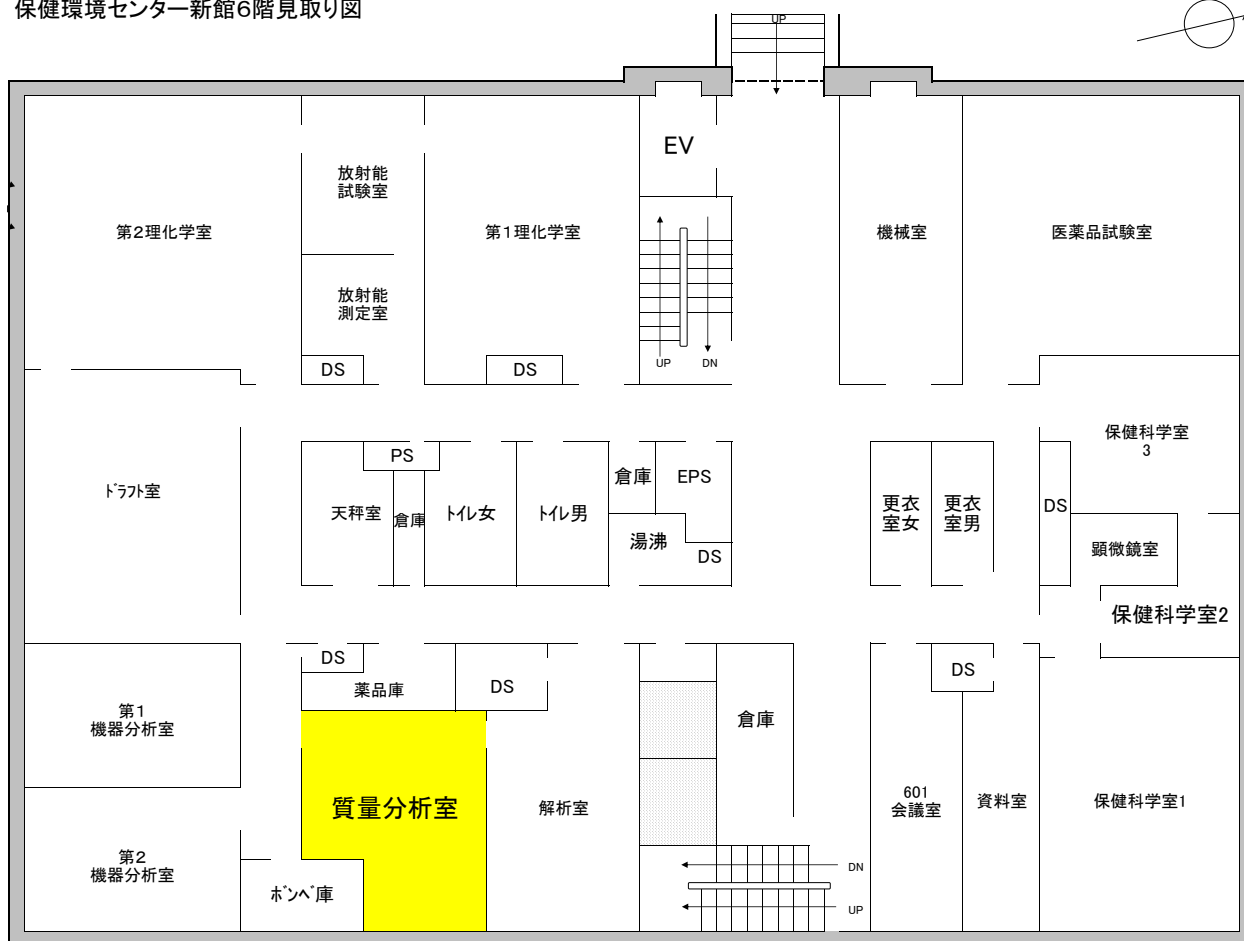 保健環境センター新館6階見取り図
UP
EV
放射能
試験室
第2理化学室
第1理化学室
機械室
医薬品試験室
放射能
測定室
DS
DS
UP
DN
保健科学室
3
PS
倉庫
EPS
ﾄﾞﾗﾌﾄ室
天秤室
倉庫
ﾄｲﾚ女
ﾄｲﾚ男
更衣
室女
更衣
室男
DS
湯沸
DS
顕微鏡室
保健科学室2
DS
薬品庫
DS
DS
第1
機器分析室
倉庫
質量分析室
解析室
601
会議室
資料室
保健科学室1
第2
機器分析室
ﾎﾞﾝﾍﾞ庫
DN
UP